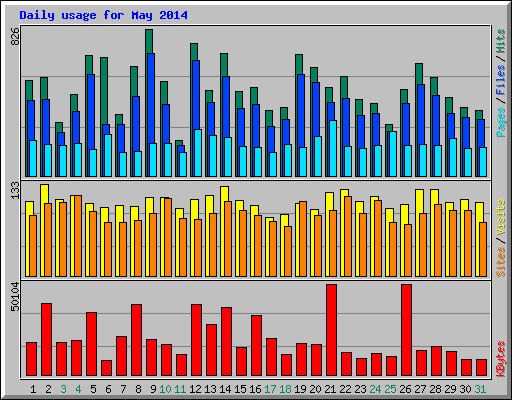 Daily usage for May 2014
826
Pages / Files / Hits
133
Sites / Visits
50104
KBytes
1 2 3 4 5 6 7 8 9 10 11 12 13 14 15 16 17 18 19 20 21 22 23 24 25 26 27 28 29 30 31